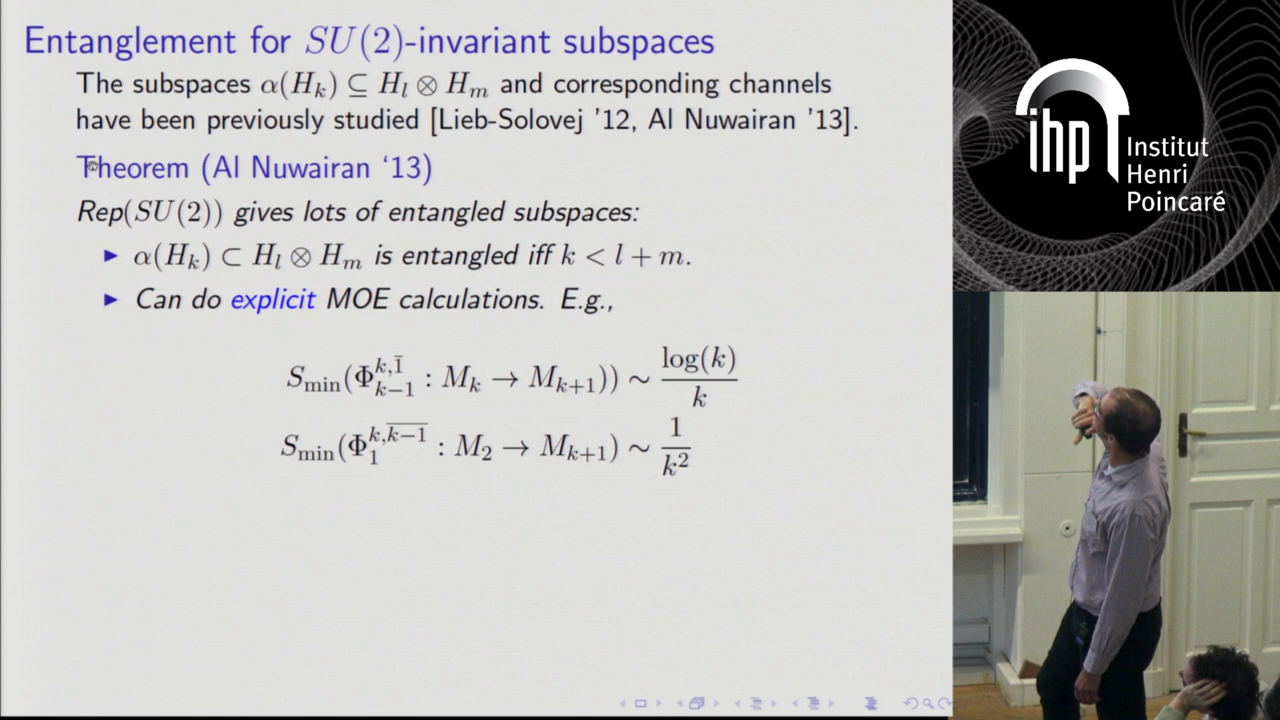 Entanglement for SU(2)-invariant subspaces
The subspaces α(H_k) ⊆ H_l ⊗ H_m and corresponding channels
have been previously studied [Lieb-Solovej '12, Al Nuwairan '13].
Theorem (Al Nuwairan '13)
Rep(SU(2)) gives lots of entangled subspaces:
▶ α(H_k) ⊂ H_l ⊗ H_m is entangled iff k < l + m.
▶ Can do explicit MOE calculations. E.g.,
S_min(Φ^{k,1̄}_{k−1} : M_k → M_{k+1})) ∼ log(k)/k
S_min(Φ^{k,\overline{k−1}}_1 : M_2 → M_{k+1}) ∼ 1/k²
ihp
Institut
Henri
Poincaré